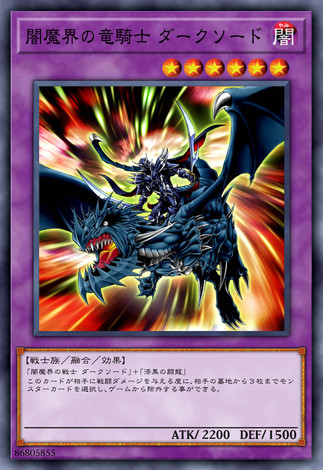 闇魔界の竜騎士 ダークソード
やみ
闇
【戦士族／融合／効果】
「闇魔界の戦士 ダークソード」＋「漆黒の闘龍」
このカードが相手に戦闘ダメージを与える度に、相手の墓地から３枚までモン
スターカードを選択し、ゲームから除外する事ができる。
ATK/ 2200 DEF/1500
86805855